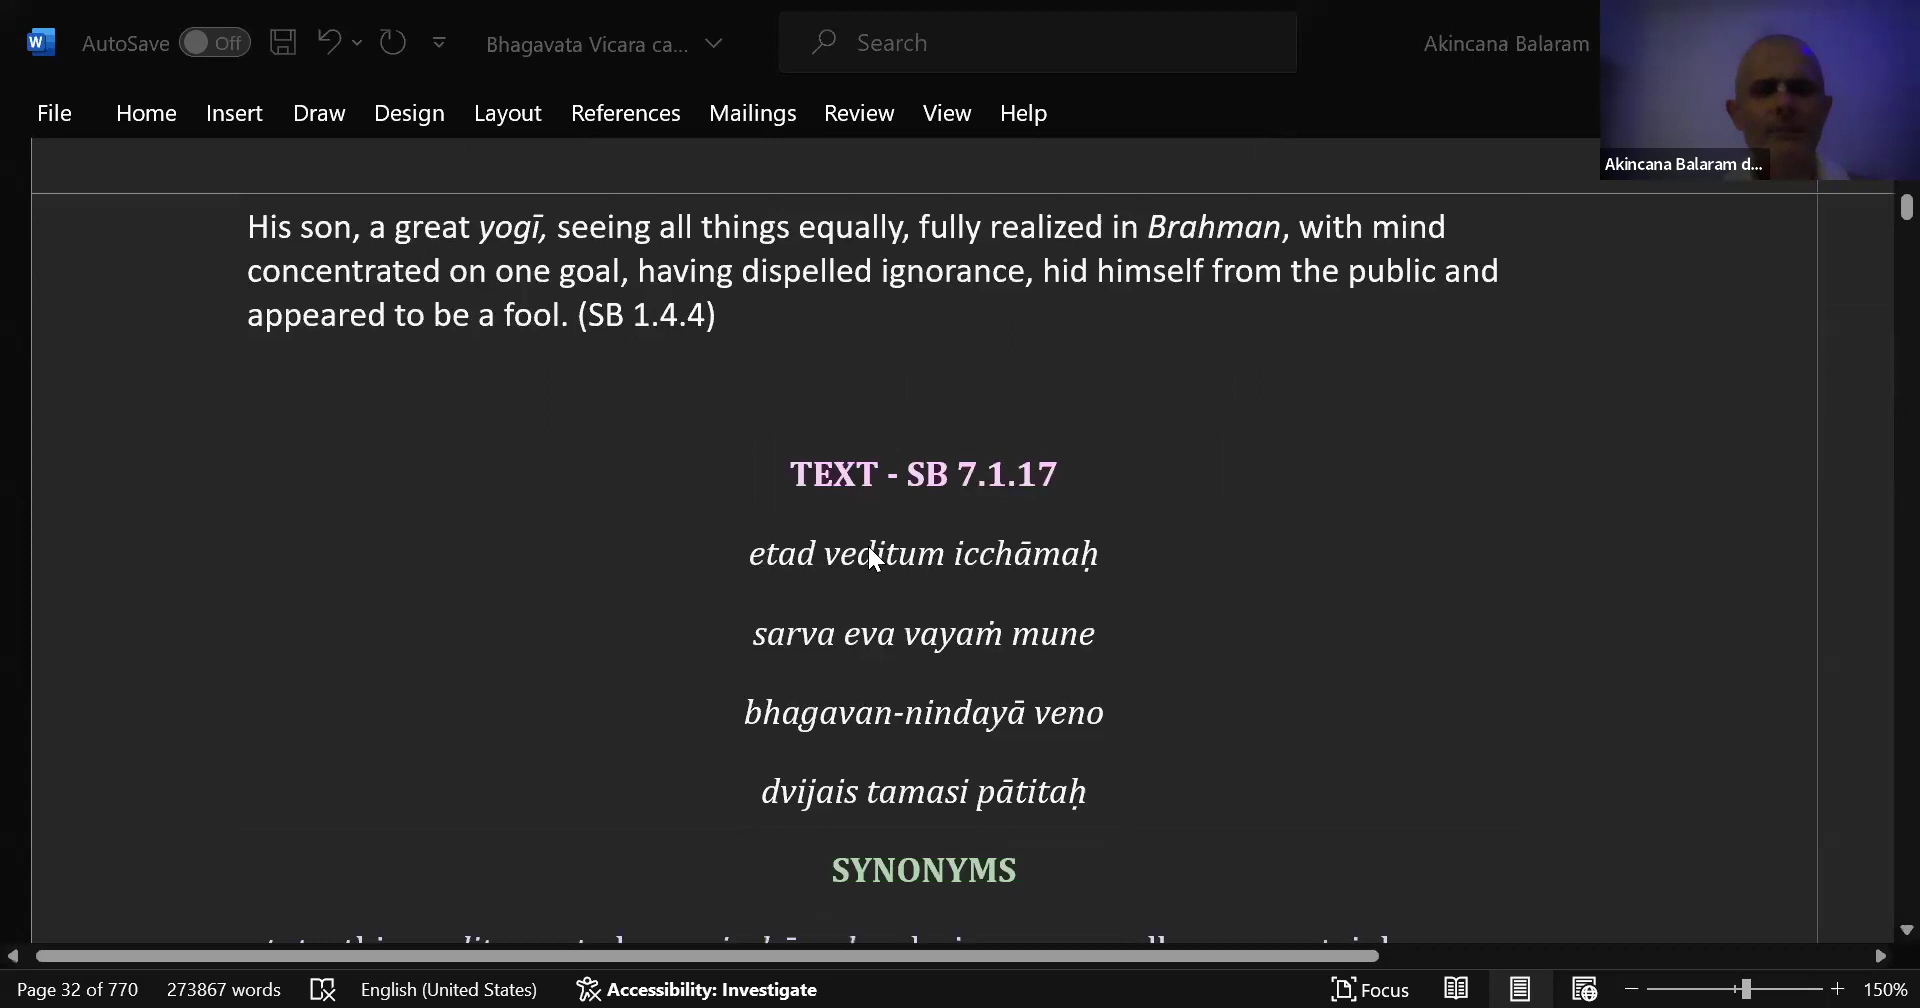 W AutoSave Off Bhagavata Vicara ca... Search Akincana Balaram
File Home Insert Draw Design Layout References Mailings Review View Help
Akincana Balaram d...
His son, a great yogī, seeing all things equally, fully realized in Brahman, with mind
concentrated on one goal, having dispelled ignorance, hid himself from the public and
appeared to be a fool. (SB 1.4.4)
TEXT - SB 7.1.17
etad veditum icchāmaḥ
sarva eva vayaṁ mune
bhagavan-nindayā veno
dvijais tamasi pātitaḥ
SYNONYMS
Page 32 of 770 273867 words English (United States) Accessibility: Investigate Focus 150%